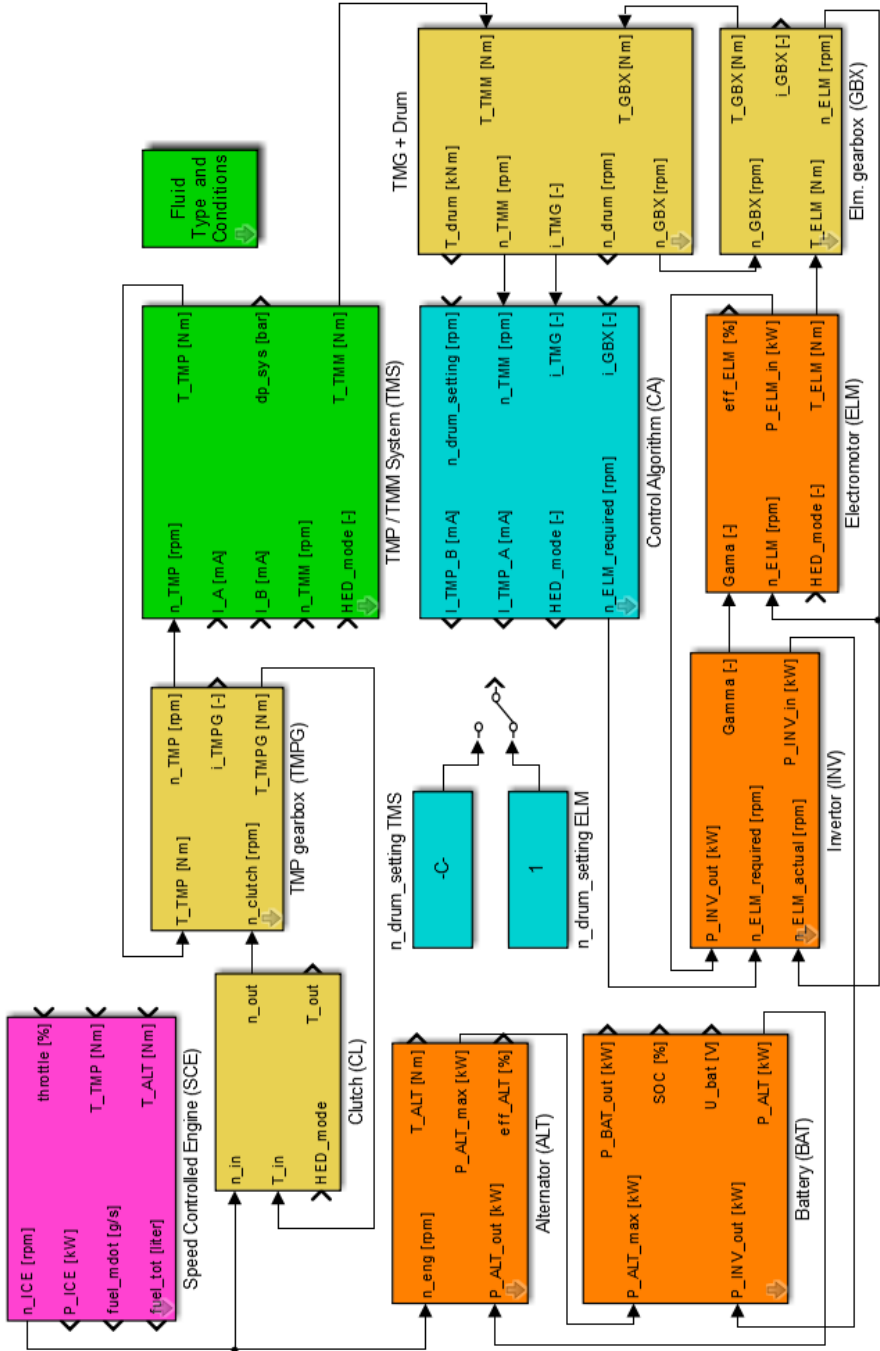 n_ICE [rpm]
P_ICE [kW]
fuel_mdot [g/s]
fuel_tot [liter]
throttle [%]
T_TMP [Nm]
T_ALT [Nm]
Speed Controlled Engine (SCE)
n_in
T_in
HED_mode
n_out
T_out
Clutch (CL)
T_TMP [Nm]
n_clutch [rpm]
n_TMP [rpm]
i_TMPG [-]
T_TMPG [Nm]
TMP gearbox (TMPG)
n_TMP [rpm]
I_A [mA]
I_B [mA]
n_TMM [rpm]
HED_mode [-]
T_TMP [Nm]
dp_sys [bar]
T_TMM [Nm]
TMP / TMM System (TMS)
Fluid
Type and
Conditions
n_eng [rpm]
P_ALT_out [kW]
T_ALT [Nm]
P_ALT_max [kW]
eff_ALT [%]
Alternator (ALT)
n_drum_setting TMS
-C-
1
n_drum_setting ELM
I_TMP_B [mA]
I_TMP_A [mA]
HED_mode [-]
n_ELM_required [rpm]
n_drum_setting [rpm]
n_TMM [rpm]
i_TMG [-]
i_GBX [-]
Control Algorithm (CA)
TMG + Drum
T_drum [kNm]
n_TMM [rpm]
i_TMG [-]
n_drum [rpm]
n_GBX [rpm]
T_TMM [Nm]
T_GBX [Nm]
P_ALT_max [kW]
P_INV_out [kW]
P_BAT_out [kW]
SOC [%]
U_bat [V]
P_ALT [kW]
Battery (BAT)
P_INV_out [kW]
n_ELM_required [rpm]
n_ELM_actual [rpm]
Gamma [-]
P_INV_in [kW]
Invertor (INV)
Gama [-]
n_ELM [rpm]
HED_mode [-]
eff_ELM [%]
P_ELM_in [kW]
T_ELM [Nm]
Electromotor (ELM)
n_GBX [rpm]
T_ELM [Nm]
T_GBX [Nm]
i_GBX [-]
n_ELM [rpm]
Elm. gearbox (GBX)